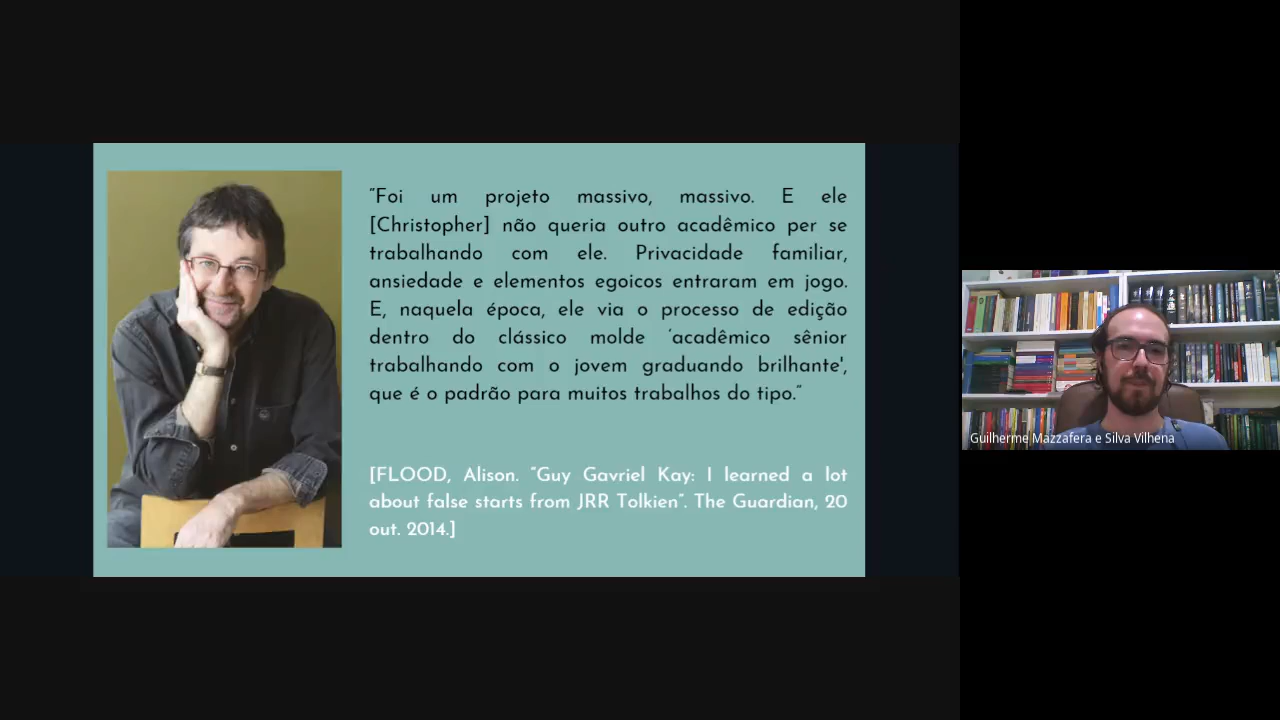 “Foi um projeto massivo, massivo. E ele
[Christopher] não queria outro acadêmico per se
trabalhando com ele. Privacidade familiar,
ansiedade e elementos egoicos entraram em jogo.
E, naquela época, ele via o processo de edição
dentro do clássico molde ‘acadêmico sênior
trabalhando com o jovem graduando brilhante',
que é o padrão para muitos trabalhos do tipo.”
[FLOOD, Alison. “Guy Gavriel Kay: I learned a lot
about false starts from JRR Tolkien”. The Guardian, 20
out. 2014.]
Guilherme Mazzafera e Silva Vilhena